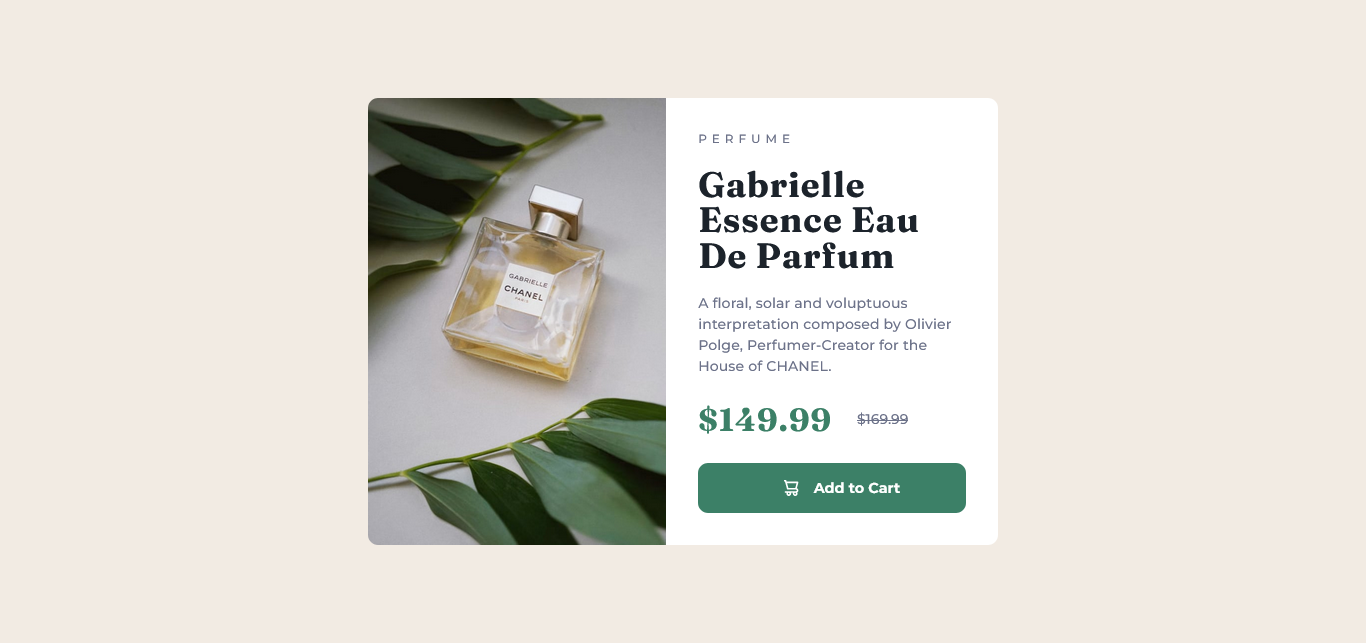 GABRIELLE
CHANEL
PARIS
PERFUME
Gabrielle
Essence Eau
De Parfum
A floral, solar and voluptuous
interpretation composed by Olivier
Polge, Perfumer-Creator for the
House of CHANEL.
$149.99 $169.99
Add to Cart